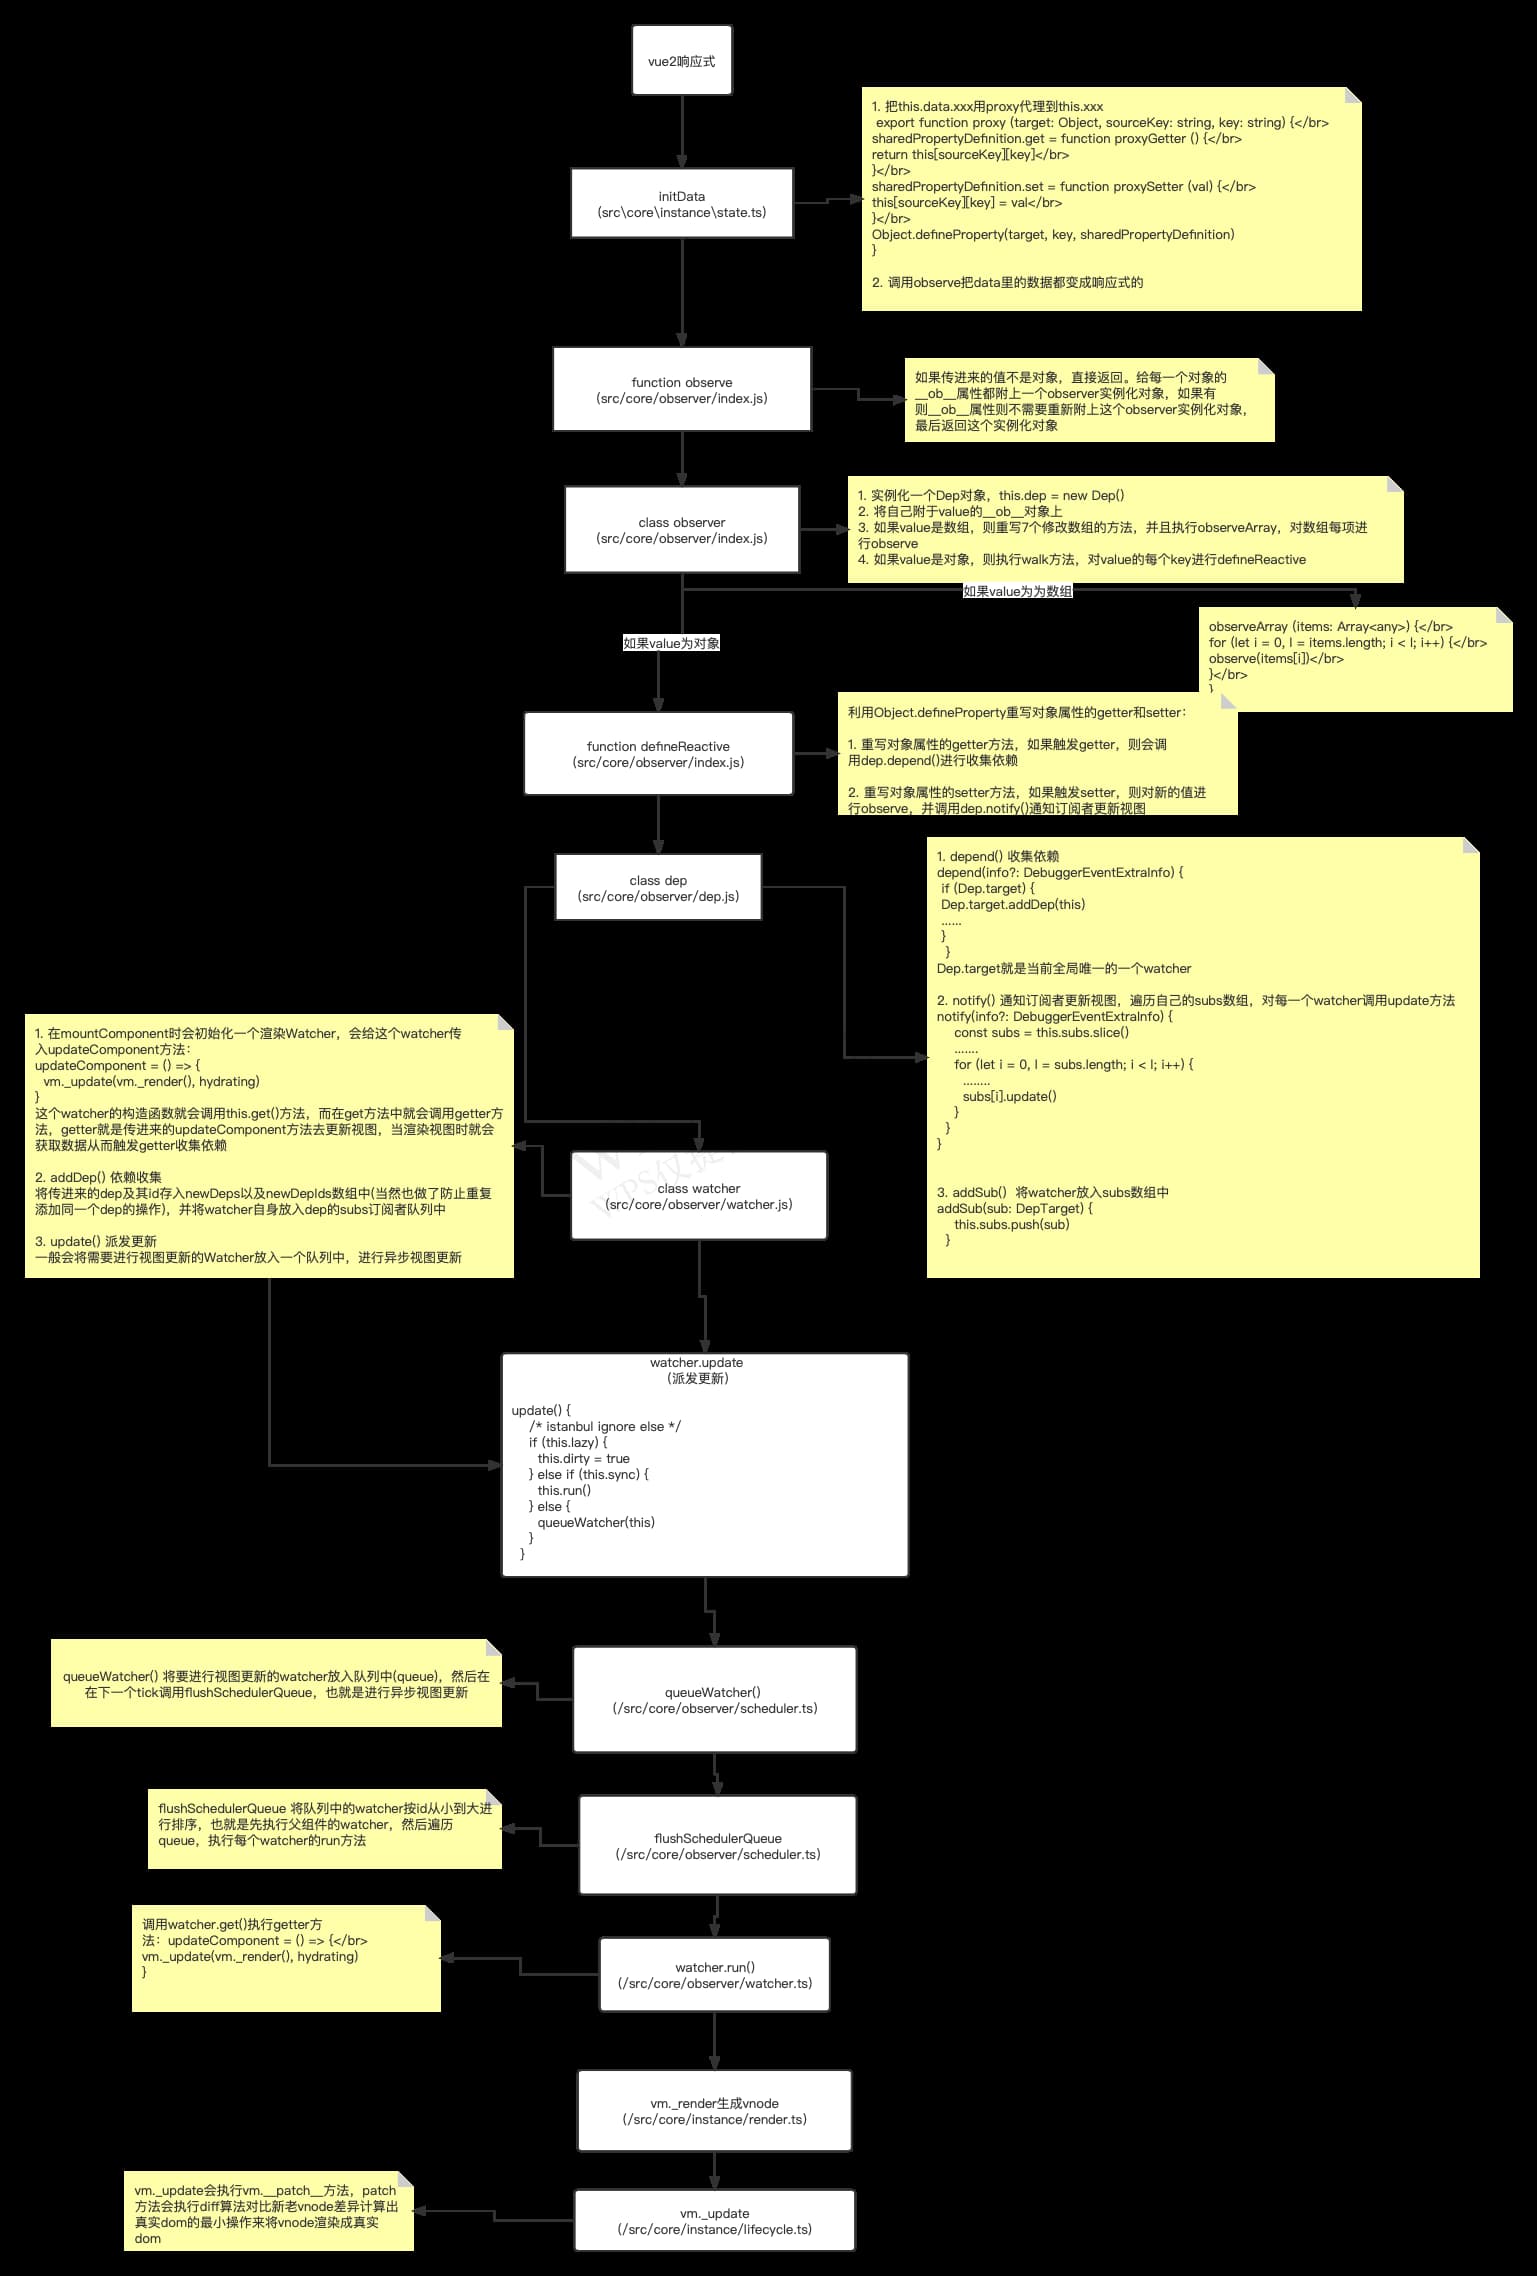 vue2响应式
1. 把this.data.xxx用proxy代理到this.xxx
export function proxy (target: Object, sourceKey: string, key: string) {</br>
sharedPropertyDefinition.get = function proxyGetter () {</br>
return this[sourceKey][key]</br>
}</br>
sharedPropertyDefinition.set = function proxySetter (val) {</br>
this[sourceKey][key] = val</br>
}</br>
Object.defineProperty(target, key, sharedPropertyDefinition)
}
2. 调用observe把data里的数据都变成响应式的
initData
(src\core\instance\state.ts)
function observe
(src/core/observer/index.js)
如果传进来的值不是对象，直接返回。给每一个对象的
__ob__属性都附上一个observer实例化对象，如果有
则__ob__属性则不需要重新附上这个observer实例化对象，
最后返回这个实例化对象
class observer
(src/core/observer/index.js)
1. 实例化一个Dep对象，this.dep = new Dep()
2. 将自己附于value的__ob__对象上
3. 如果value是数组，则重写7个修改数组的方法，并且执行observeArray，对数组每项进
行observe
4. 如果value是对象，则执行walk方法，对value的每个key进行defineReactive
如果value为为数组
observeArray (items: Array<any>) {</br>
for (let i = 0, l = items.length; i < l; i++) {</br>
observe(items[i])</br>
}</br>
}
如果value为对象
function defineReactive
(src/core/observer/index.js)
利用Object.defineProperty重写对象属性的getter和setter：
1. 重写对象属性的getter方法，如果触发getter，则会调
用dep.depend()进行收集依赖
2. 重写对象属性的setter方法，如果触发setter，则对新的值进
行observe，并调用dep.notify()通知订阅者更新视图
class dep
(src/core/observer/dep.js)
1. depend() 收集依赖
depend(info?: DebuggerEventExtraInfo) {
if (Dep.target) {
Dep.target.addDep(this)
......
}
}
Dep.target就是当前全局唯一的一个watcher
2. notify() 通知订阅者更新视图，遍历自己的subs数组，对每一个watcher调用update方法
notify(info?: DebuggerEventExtraInfo) {
const subs = this.subs.slice()
.......
for (let i = 0, l = subs.length; i < l; i++) {
........
subs[i].update()
}
}
}
3. addSub()  将watcher放入subs数组中
addSub(sub: DepTarget) {
this.subs.push(sub)
}
1. 在mountComponent时会初始化一个渲染Watcher，会给这个watcher传
入updateComponent方法：
updateComponent = () => {
vm._update(vm._render(), hydrating)
}
这个watcher的构造函数就会调用this.get()方法，而在get方法中就会调用getter方
法，getter就是传进来的updateComponent方法去更新视图，当渲染视图时就会
获取数据从而触发getter收集依赖
2. addDep() 依赖收集
将传进来的dep及其id存入newDeps以及newDepIds数组中(当然也做了防止重复
添加同一个dep的操作)，并将watcher自身放入dep的subs订阅者队列中
3. update() 派发更新
一般会将需要进行视图更新的Watcher放入一个队列中，进行异步视图更新
class watcher
(src/core/observer/watcher.js)
watcher.update
(派发更新)
update() {
/* istanbul ignore else */
if (this.lazy) {
this.dirty = true
} else if (this.sync) {
this.run()
} else {
queueWatcher(this)
}
}
queueWatcher() 将要进行视图更新的watcher放入队列中(queue)，然后在
在下一个tick调用flushSchedulerQueue，也就是进行异步视图更新
queueWatcher()
(/src/core/observer/scheduler.ts)
flushSchedulerQueue 将队列中的watcher按id从小到大进
行排序，也就是先执行父组件的watcher，然后遍历
queue，执行每个watcher的run方法
flushSchedulerQueue
(/src/core/observer/scheduler.ts)
调用watcher.get()执行getter方
法：updateComponent = () => {</br>
vm._update(vm._render(), hydrating)
}
watcher.run()
(/src/core/observer/watcher.ts)
vm._render生成vnode
(/src/core/instance/render.ts)
vm._update会执行vm.__patch__方法，patch
方法会执行diff算法对比新老vnode差异计算出
真实dom的最小操作来将vnode渲染成真实
dom
vm._update
(/src/core/instance/lifecycle.ts)